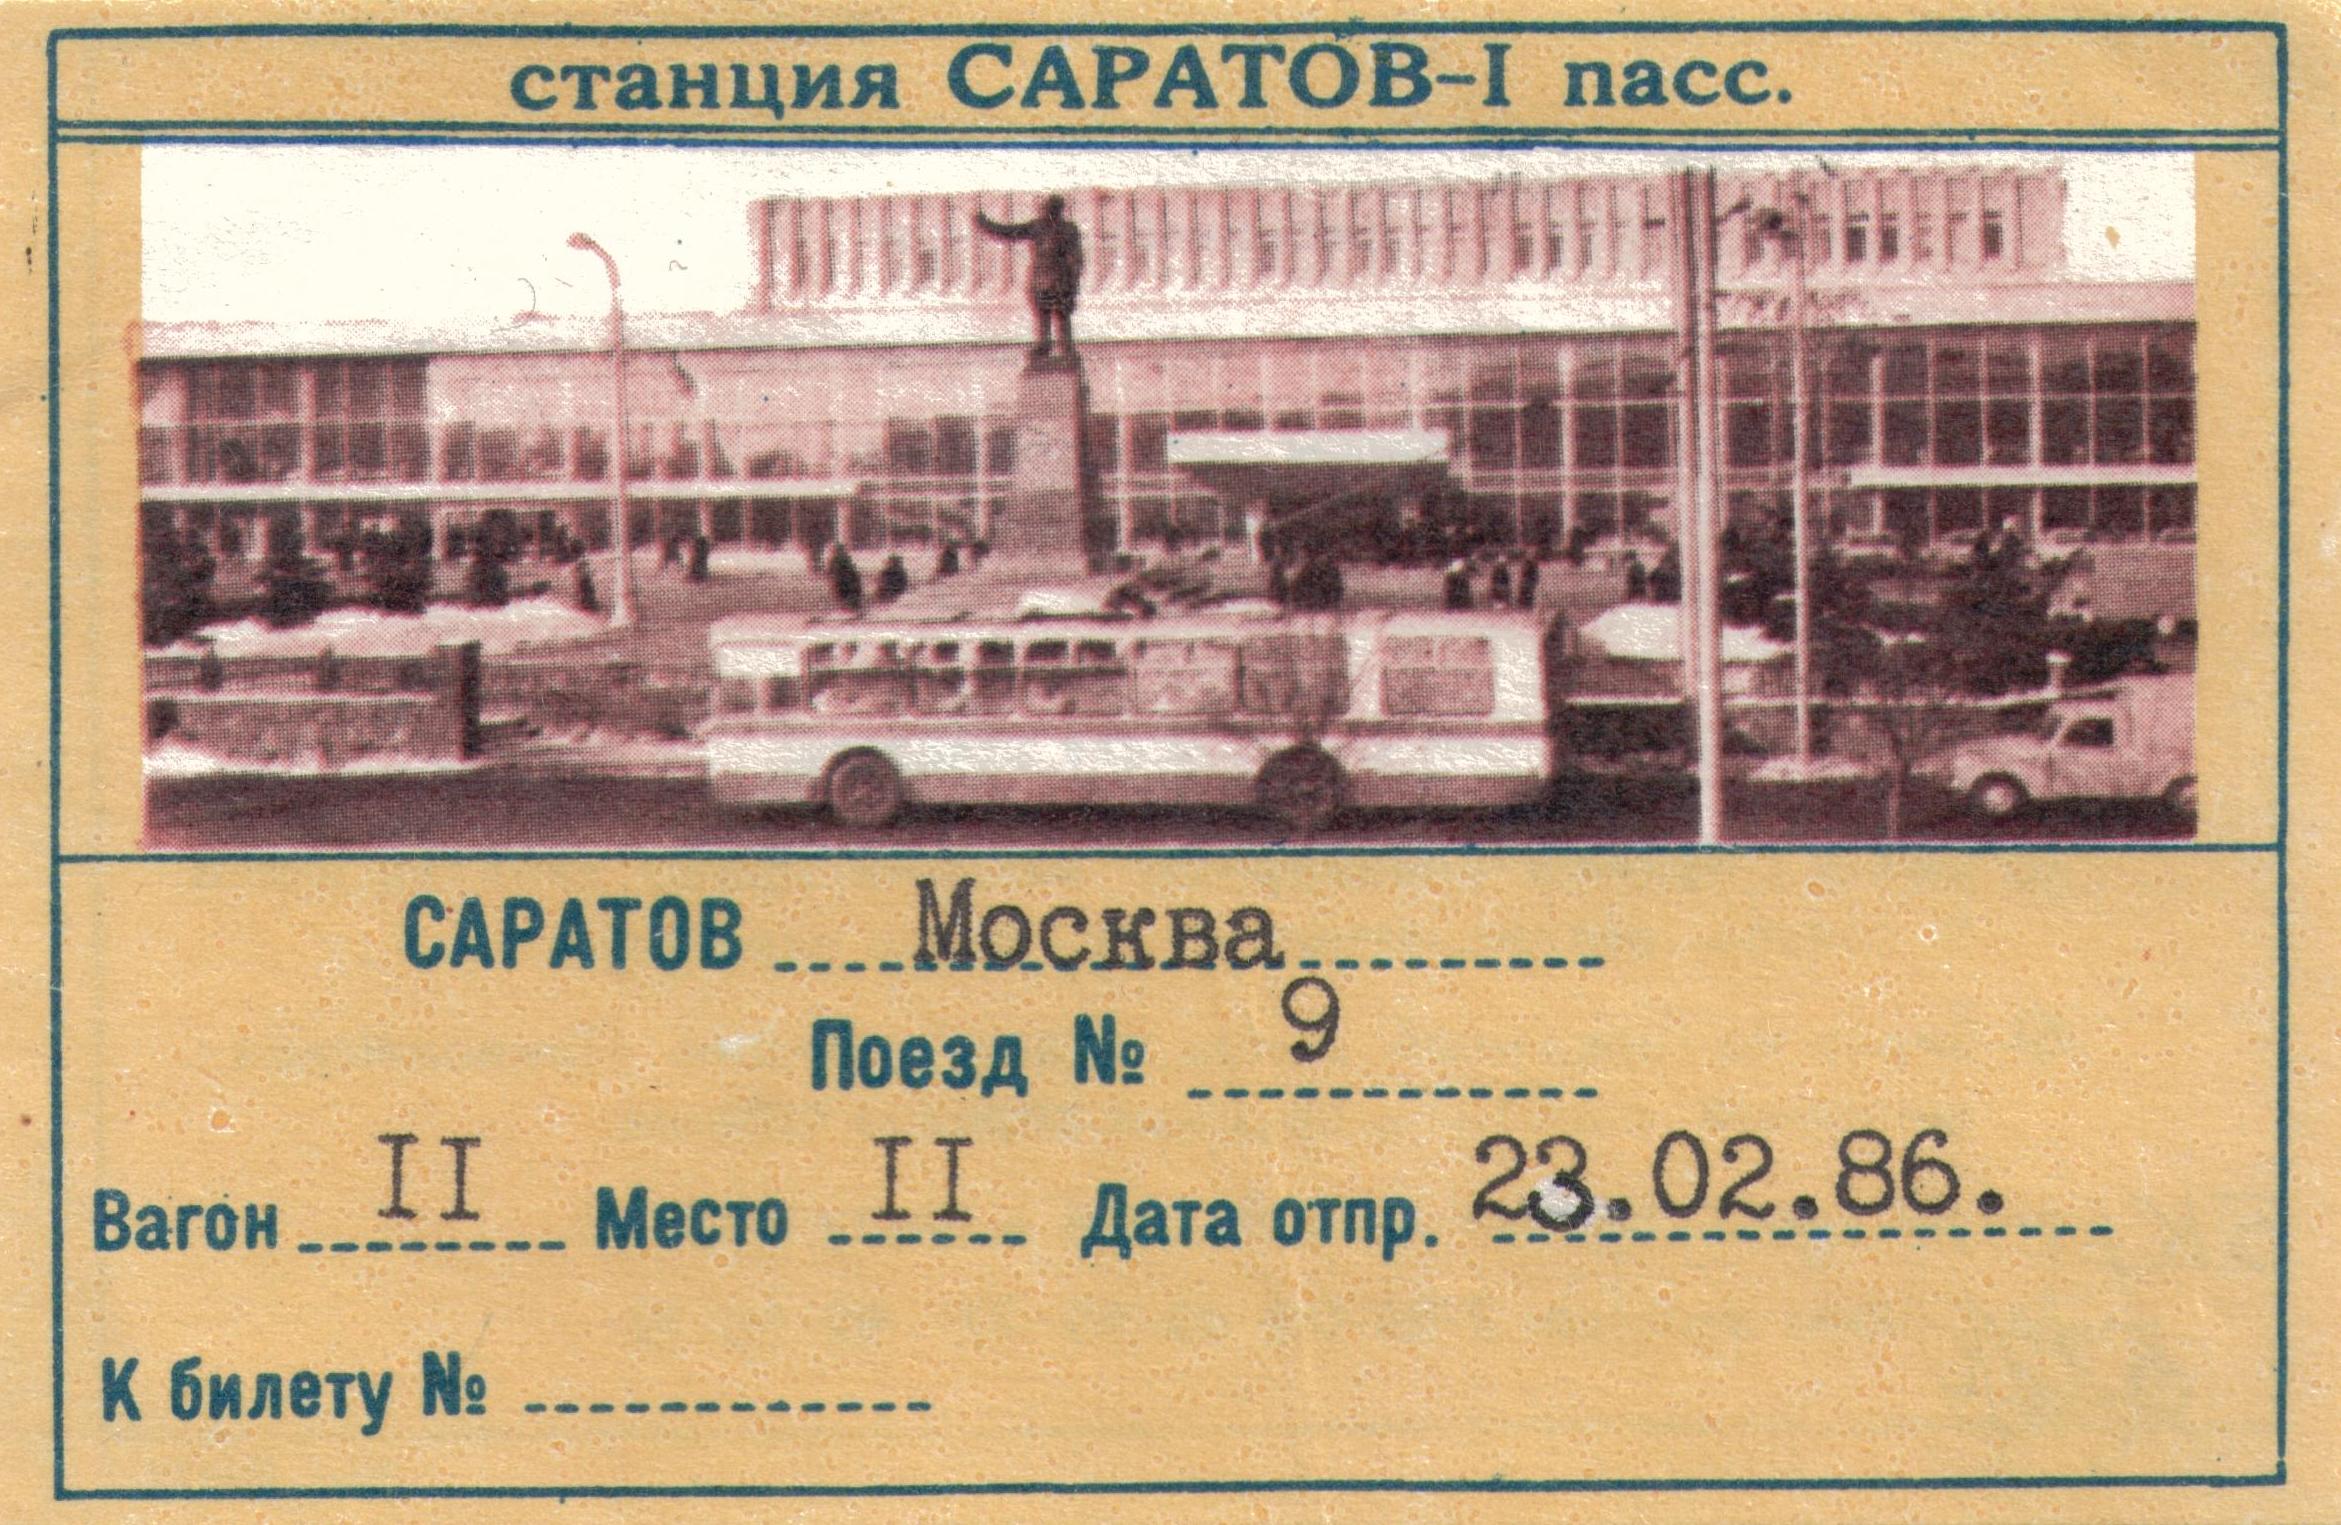 станция САРАТОВ-I пасс.
САРАТОВ Москва
Поезд № 9
Вагон II Место II Дата отпр. 23.02.86.
К билету №